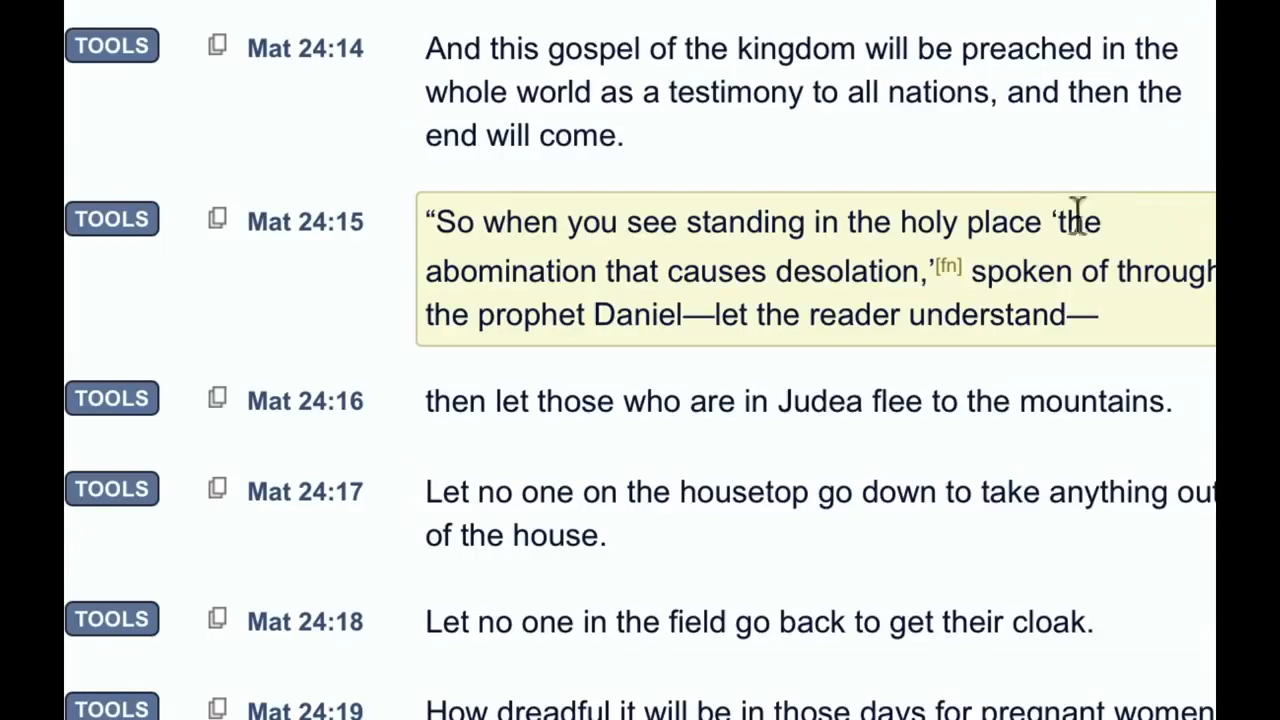 TOOLS Mat 24:14 And this gospel of the kingdom will be preached in the
whole world as a testimony to all nations, and then the
end will come.
TOOLS Mat 24:15 “So when you see standing in the holy place ‘the
abomination that causes desolation,’[fn] spoken of through
the prophet Daniel—let the reader understand—
TOOLS Mat 24:16 then let those who are in Judea flee to the mountains.
TOOLS Mat 24:17 Let no one on the housetop go down to take anything out
of the house.
TOOLS Mat 24:18 Let no one in the field go back to get their cloak.
TOOLS Mat 24:19 How dreadful it will be in those days for pregnant women